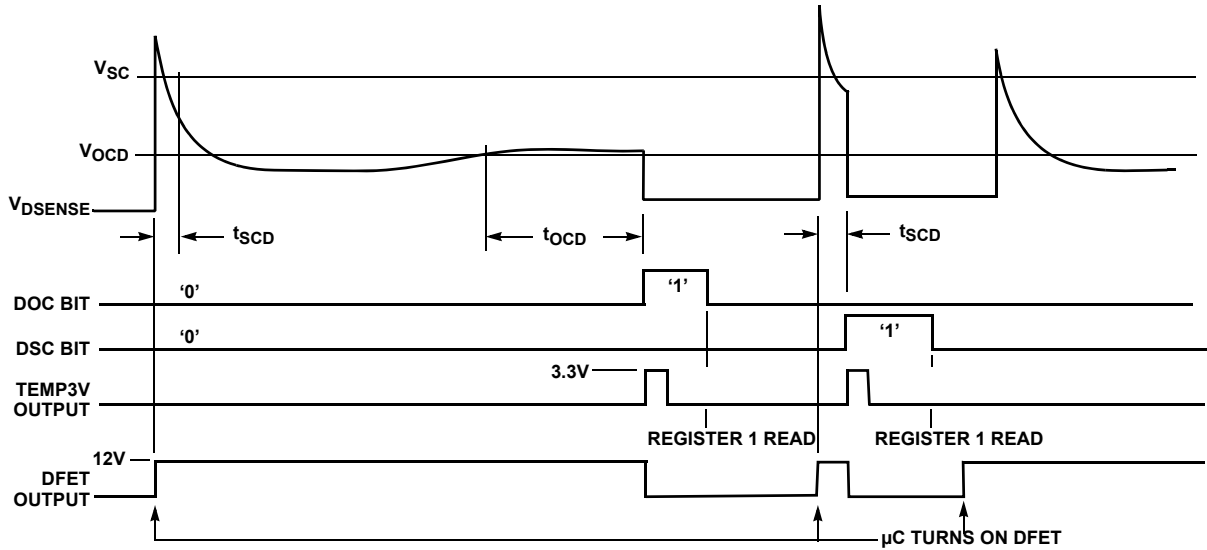 VSC
VOCD
VDSENSE
tSCD
tOCD
tSCD
DOC BIT
‘0’
‘1’
DSC BIT
‘0’
‘1’
TEMP3V
OUTPUT
3.3V
REGISTER 1 READ
REGISTER 1 READ
12V
DFET
OUTPUT
µC TURNS ON DFET